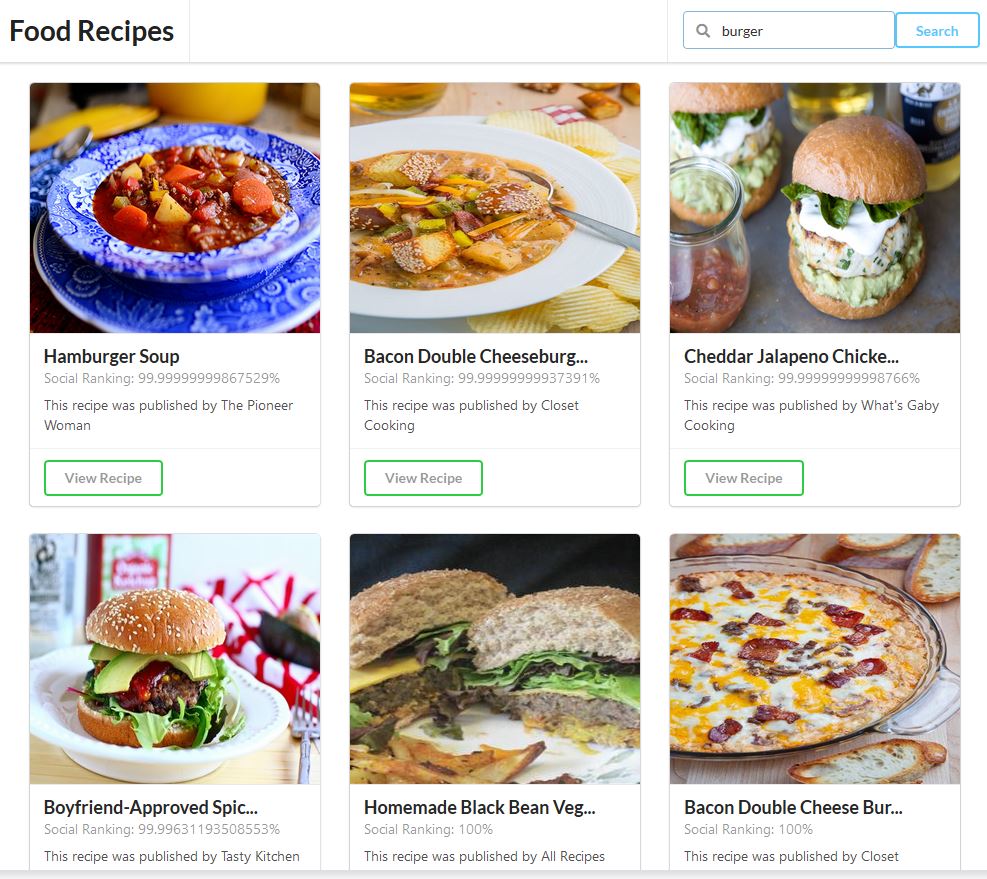 Food Recipes
burger
Search
Hamburger Soup
Social Ranking: 99.999999999867529%
This recipe was published by The Pioneer
Woman
View Recipe
Bacon Double Cheeseburg...
Social Ranking: 99.99999999937391%
This recipe was published by Closet
Cooking
View Recipe
Cheddar Jalapeno Chicke...
Social Ranking: 99.99999999998766%
This recipe was published by What's Gaby
Cooking
View Recipe
Boyfriend-Approved Spic...
Social Ranking: 99.99631193508553%
This recipe was published by Tasty Kitchen
Homemade Black Bean Veg...
Social Ranking: 100%
This recipe was published by All Recipes
Bacon Double Cheese Bur...
Social Ranking: 100%
This recipe was published by Closet